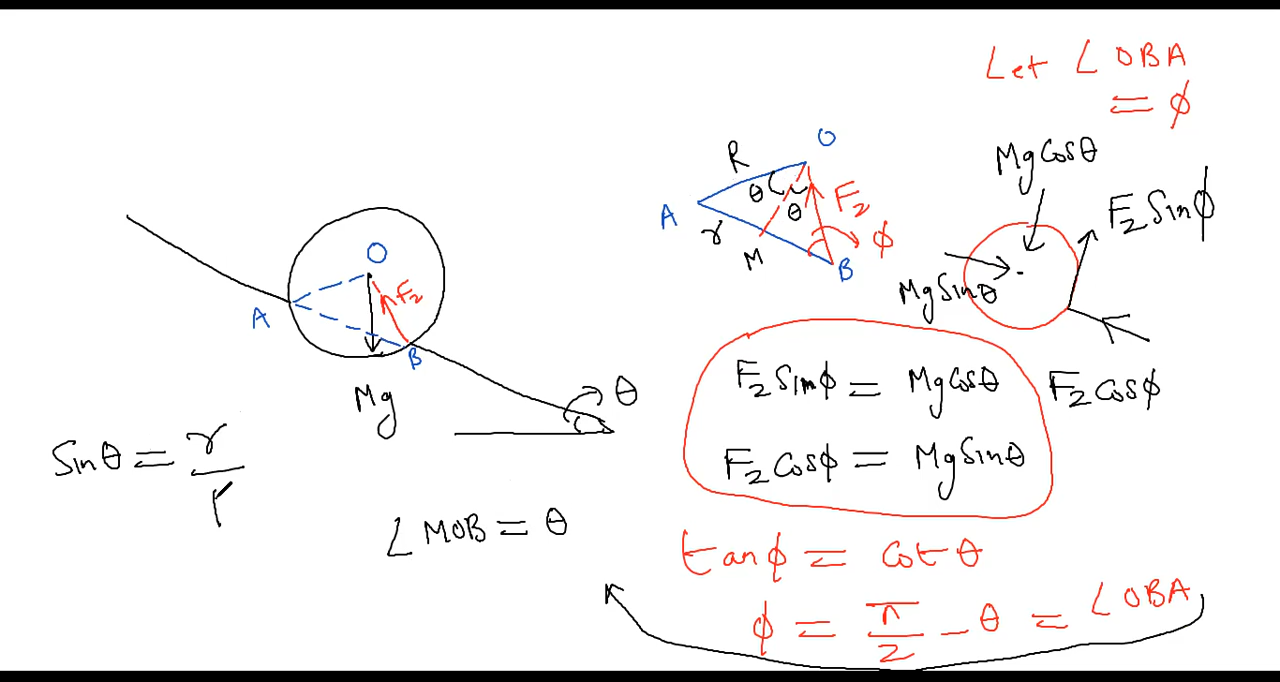 Let ∠OBA
= ϕ
O
R
θ
θ
F₂
A
r
M
ϕ
B
MgCosθ
F₂Sinϕ
MgSinθ
F₂Cosϕ
O
F₂
A
B
Mg
θ
Sinθ = r
∠MOB = θ
F₂Sinϕ = MgCosθ
F₂Cosϕ = MgSinθ
tanϕ = cotθ
ϕ = π/2 - θ = ∠OBA